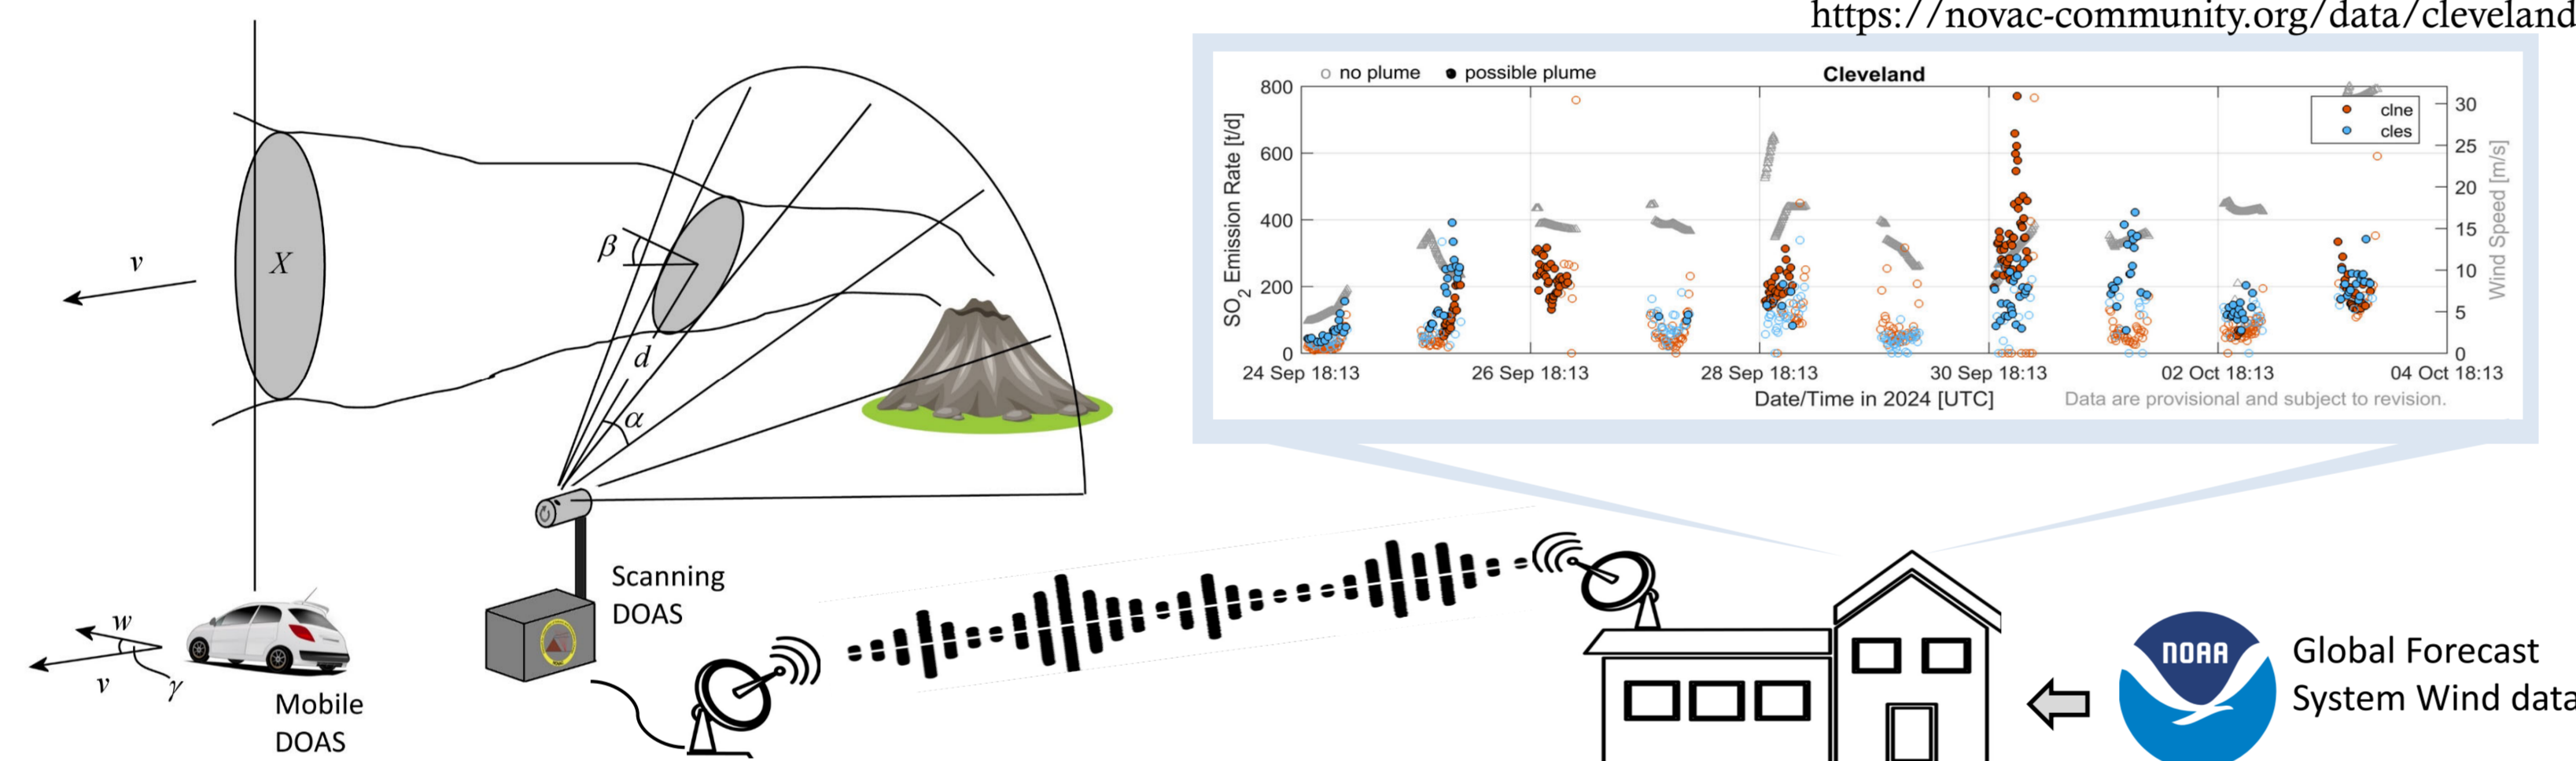 https://novac-community.org/data/cleveland
○ no plume ● possible plume
Cleveland
clne
cles
SO2 Emission Rate [t/d]
800
600
400
200
0
30
25
20
15
10
5
0
Wind Speed [m/s]
24 Sep 18:13 26 Sep 18:13 28 Sep 18:13 30 Sep 18:13 02 Oct 18:13 04 Oct 18:13
Date/Time in 2024 [UTC]
Data are provisional and subject to revision.
v
X
β
d
α
w
v
γ
Mobile
DOAS
Scanning
DOAS
NOAA
Global Forecast
System Wind data